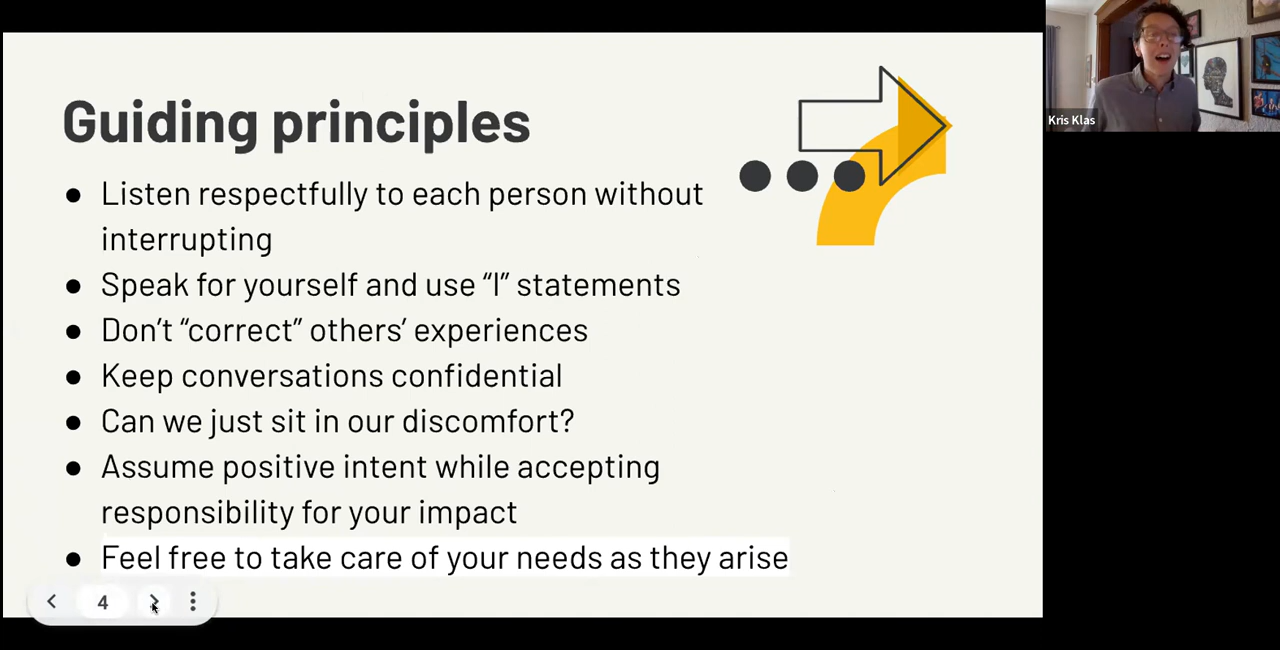 Guiding principles
● Listen respectfully to each person without
interrupting
● Speak for yourself and use “I” statements
● Don’t “correct” others’ experiences
● Keep conversations confidential
● Can we just sit in our discomfort?
● Assume positive intent while accepting
responsibility for your impact
● Feel free to take care of your needs as they arise
4
Kris Klas